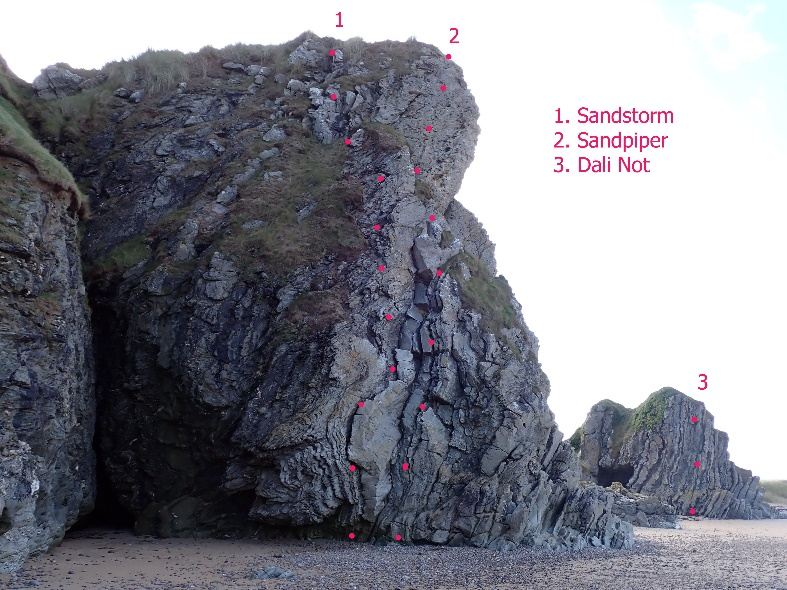 1
2
1. Sandstorm
2. Sandpiper
3. Dali Not
3